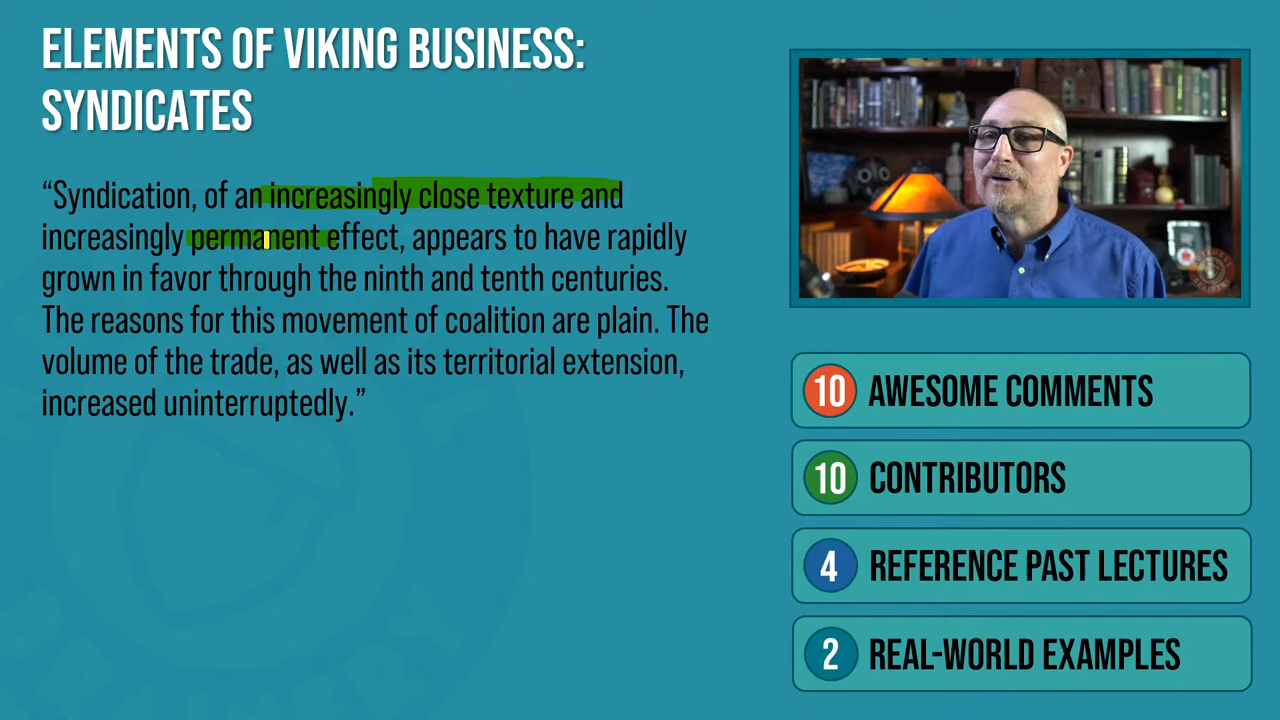 ELEMENTS OF VIKING BUSINESS:
SYNDICATES
“Syndication, of an increasingly close texture and
increasingly permanent effect, appears to have rapidly
grown in favor through the ninth and tenth centuries.
The reasons for this movement of coalition are plain. The
volume of the trade, as well as its territorial extension,
increased uninterruptedly.”
10 AWESOME COMMENTS
10 CONTRIBUTORS
4 REFERENCE PAST LECTURES
2 REAL-WORLD EXAMPLES